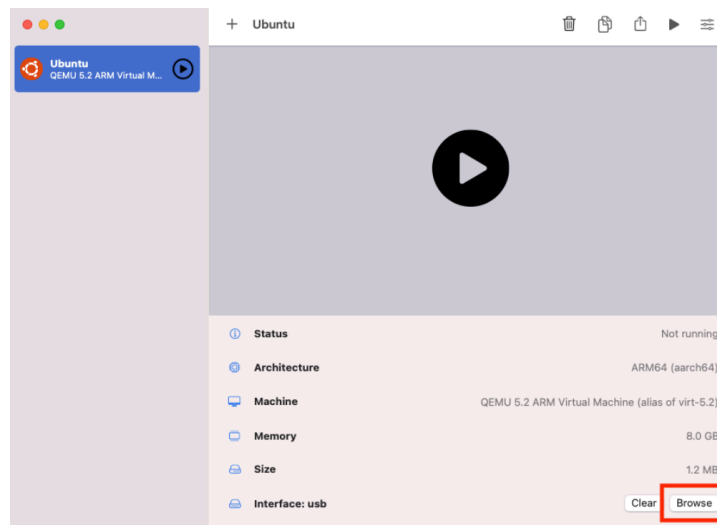 Ubuntu
Ubuntu
QEMU 5.2 ARM Virtual M...
Status
Not running
Architecture
ARM64 (aarch64)
Machine
QEMU 5.2 ARM Virtual Machine (alias of virt-5.2)
Memory
8.0 GB
Size
1.2 MB
Interface: usb
Clear
Browse